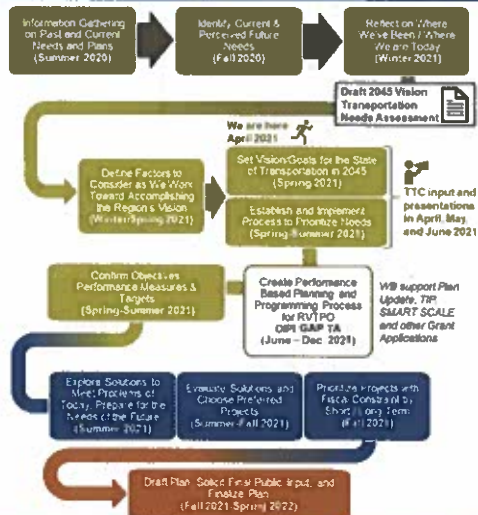 Information Gathering
on Past and Current
Needs and Plans
(Summer 2020)
Identify Current &
Perceived Future
Needs
(Fall 2020)
Reflect on Where
We've Been / Where
We are Today
(Winter 2021)
Draft 2045 Vision
Transportation
Needs Assessment
We are here
April 2021
Define Factors to
Consider as We Work
Toward Accomplishing
the Region's Vision
(Winter/Spring 2021)
Set Vision/Goals for the State
of Transportation in 2045
(Spring 2021)
Establish and Implement
Process to Prioritize Needs
(Spring-Summer 2021)
TTC input and
presentations
in April, May,
and June 2021
Confirm Objectives
Performance Measures &
Targets
(Spring-Summer 2021)
Create Performance
Based Planning and
Programming Process
for RVTPO
OIPI GAP TA
(June - Dec 2021)
Will support Plan
Update, TIP,
SMART SCALE
and other Grant
Applications
Explore Solutions to
Meet Problems of
Today, Prepare for the
Needs of the Future
(Summer 2021)
Evaluate Solutions and
Choose Preferred
Projects
(Summer-Fall 2021)
Prioritize Projects with
Fiscal Constraint by
Short / Long Term
(Fall 2021)
Draft Plan, Solicit Final Public Input, and
Finalize Plan
(Fall 2021-Spring 2022)